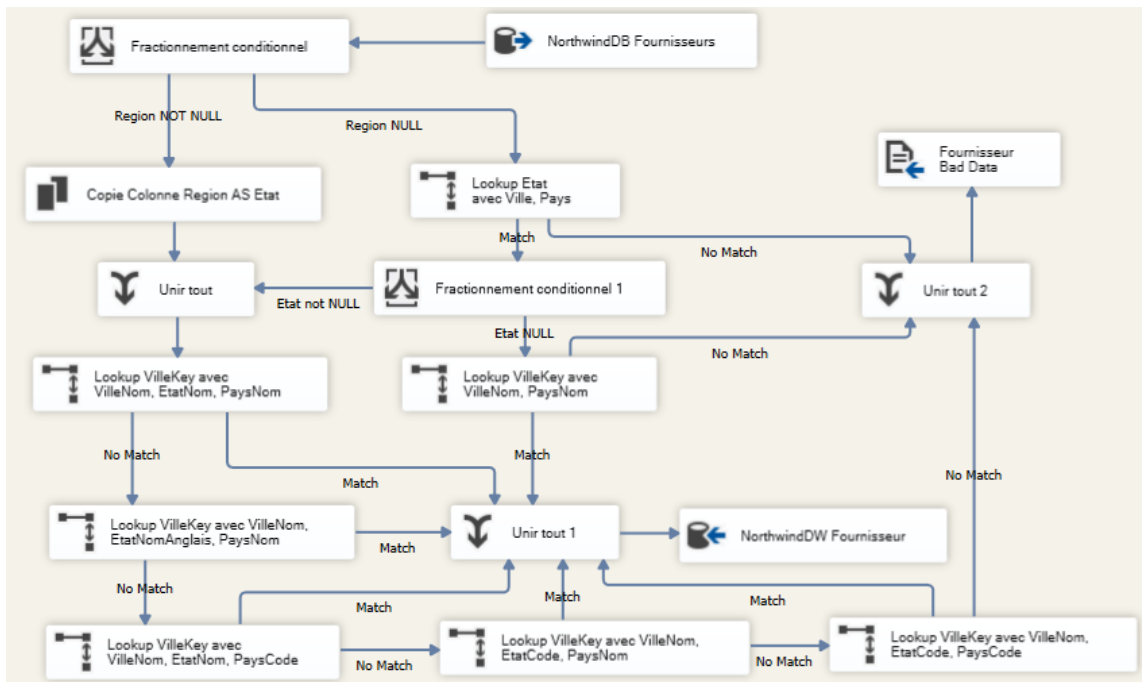 Fractionnement conditionnel
NorthwindDB Fournisseurs
Region NOT NULL
Region NULL
Fournisseur
Bad Data
Copie Colonne Region AS Etat
Lookup Etat
avec Ville, Pays
Match
No Match
Unir tout
Etat not NULL
Fractionnement conditionnel 1
Unir tout 2
Etat NULL
No Match
Lookup VilleKey avec
VilleNom, EtatNom, PaysNom
Lookup VilleKey avec
VilleNom, PaysNom
No Match
Match
Match
No Match
Lookup VilleKey avec VilleNom,
EtatNomAnglais, PaysNom
Match
Unir tout 1
NorthwindDW Fournisseur
No Match
Match
Match
Match
Lookup VilleKey avec
VilleNom, EtatNom, PaysCode
No Match
Lookup VilleKey avec VilleNom,
EtatCode, PaysNom
No Match
Lookup VilleKey avec VilleNom,
EtatCode, PaysCode